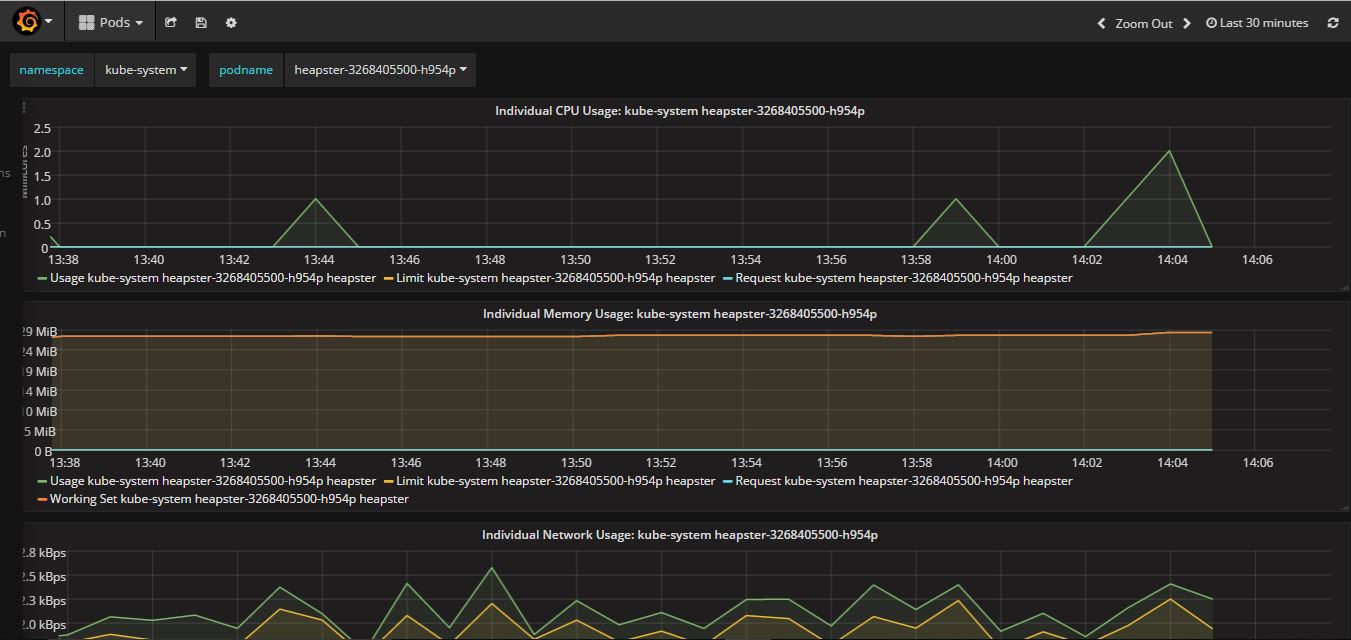 Pods Zoom Out Last 30 minutes
namespace kube-system podname heapster-3268405500-h954p
Individual CPU Usage: kube-system heapster-3268405500-h954p
2.5
2.0
1.5
1.0
0.5
0
13:38 13:40 13:42 13:44 13:46 13:48 13:50 13:52 13:54 13:56 13:58 14:00 14:02 14:04 14:06
Usage kube-system heapster-3268405500-h954p heapster Limit kube-system heapster-3268405500-h954p heapster Request kube-system heapster-3268405500-h954p heapster
Individual Memory Usage: kube-system heapster-3268405500-h954p
29 MiB
24 MiB
19 MiB
14 MiB
10 MiB
5 MiB
0 B
13:38 13:40 13:42 13:44 13:46 13:48 13:50 13:52 13:54 13:56 13:58 14:00 14:02 14:04 14:06
Usage kube-system heapster-3268405500-h954p heapster Limit kube-system heapster-3268405500-h954p heapster Request kube-system heapster-3268405500-h954p heapster
Working Set kube-system heapster-3268405500-h954p heapster
Individual Network Usage: kube-system heapster-3268405500-h954p
2.8 kBps
2.5 kBps
2.3 kBps
2.0 kBps